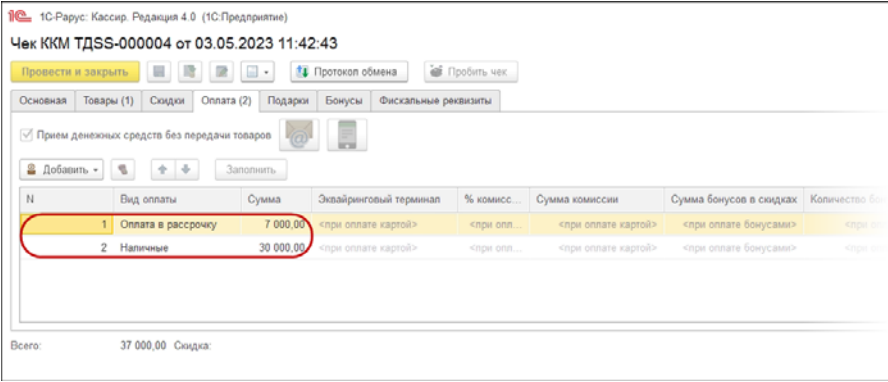 1С-Рарус: Кассир. Редакция 4.0 (1С:Предприятие)
Чек ККМ ТДSS-000004 от 03.05.2023 11:42:43
Провести и закрыть Протокол обмена Пробить чек
Основная Товары (1) Скидки Оплата (2) Подарки Бонусы Фискальные реквизиты
Прием денежных средств без передачи товаров
Добавить Заполнить
N Вид оплаты Сумма Эквайринговый терминал % комисс... Сумма комиссии Сумма бонусов в скидках Количество
1 Оплата в рассрочку 7 000,00 <при оплате картой> <при опл... <при оплате картой> <при оплате бонусами>
2 Наличные 30 000,00 <при оплате картой> <при опл... <при оплате картой> <при оплате бонусами>
Всего: 37 000,00 Скидка: